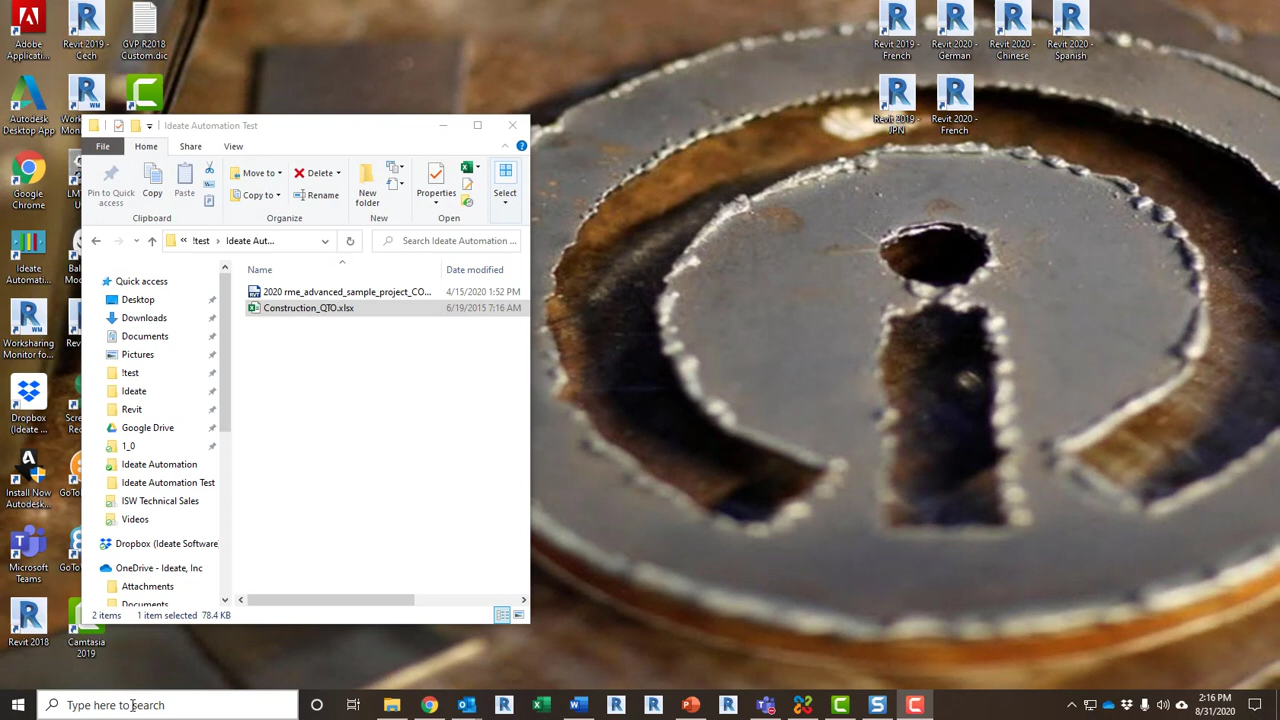 Adobe Applicati...
Revit 2019 - Cech
GVP R2018 Custom.dic
Revit 2019 - French
Revit 2020 - German
Revit 2020 - Chinese
Revit 2020 - Spanish
Autodesk Desktop App
Revit 2019 - JPN
Revit 2020 - French
Google Chrome
Ideate Automation...
Worksharing Monitor for...
Dropbox (Ideate ...
Install Now Autodesk...
Microsoft Teams
Revit 2018
Camtasia 2019
Ideate Automation Test
File
Home
Share
View
Pin to Quick access
Copy
Paste
Move to
Copy to
Delete
Rename
New folder
Properties
Select
Clipboard
Organize
New
Open
« !test › Ideate Aut...
Search Ideate Automation ...
Name
Date modified
2020 rme_advanced_sample_project_CO...
4/15/2020 1:52 PM
Construction_QTO.xlsx
6/19/2015 7:16 AM
Quick access
Desktop
Downloads
Documents
Pictures
!test
Ideate
Revit
Google Drive
1_0
Ideate Automation
Ideate Automation Test
ISW Technical Sales
Videos
Dropbox (Ideate Software)
OneDrive - Ideate, Inc
Attachments
Documents
2 items
1 item selected 78.4 KB
Type here to search
2:16 PM
8/31/2020